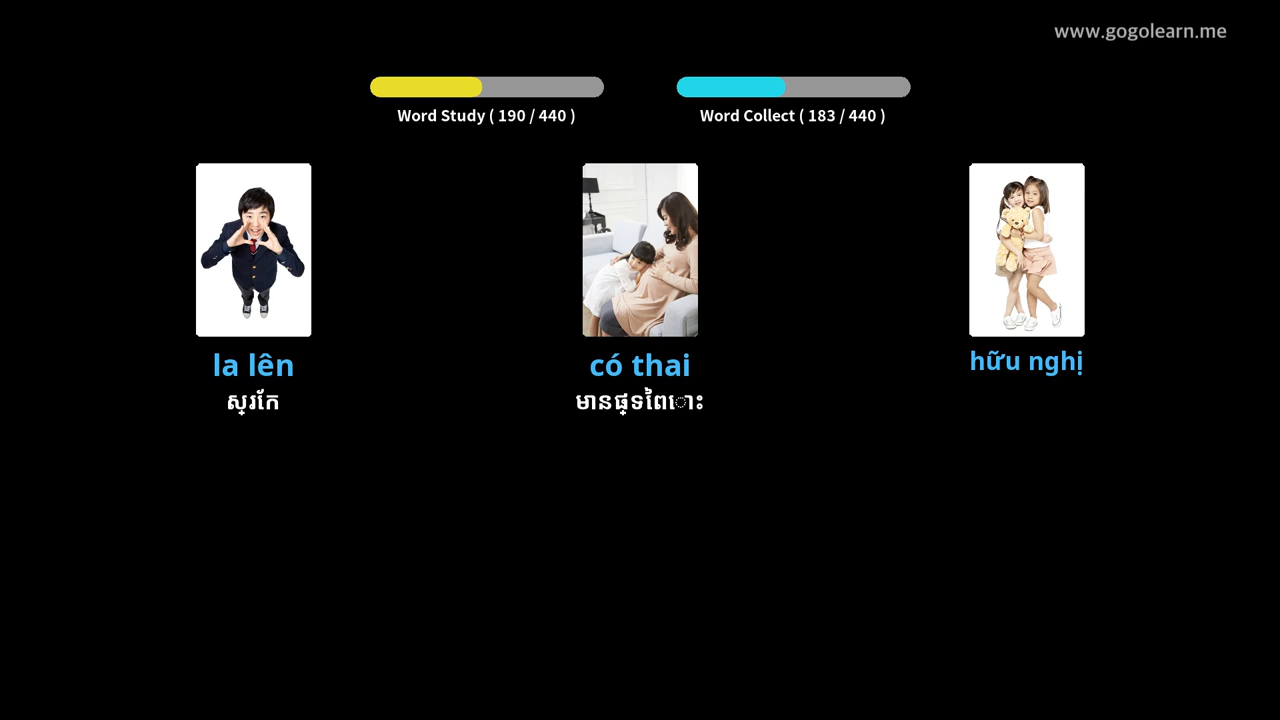 www.gogolearn.me
Word Study ( 190 / 440 )
Word Collect ( 183 / 440 )
la lên
ស្រែក
có thai
មានផ្ទៃពោះ
hữu nghị